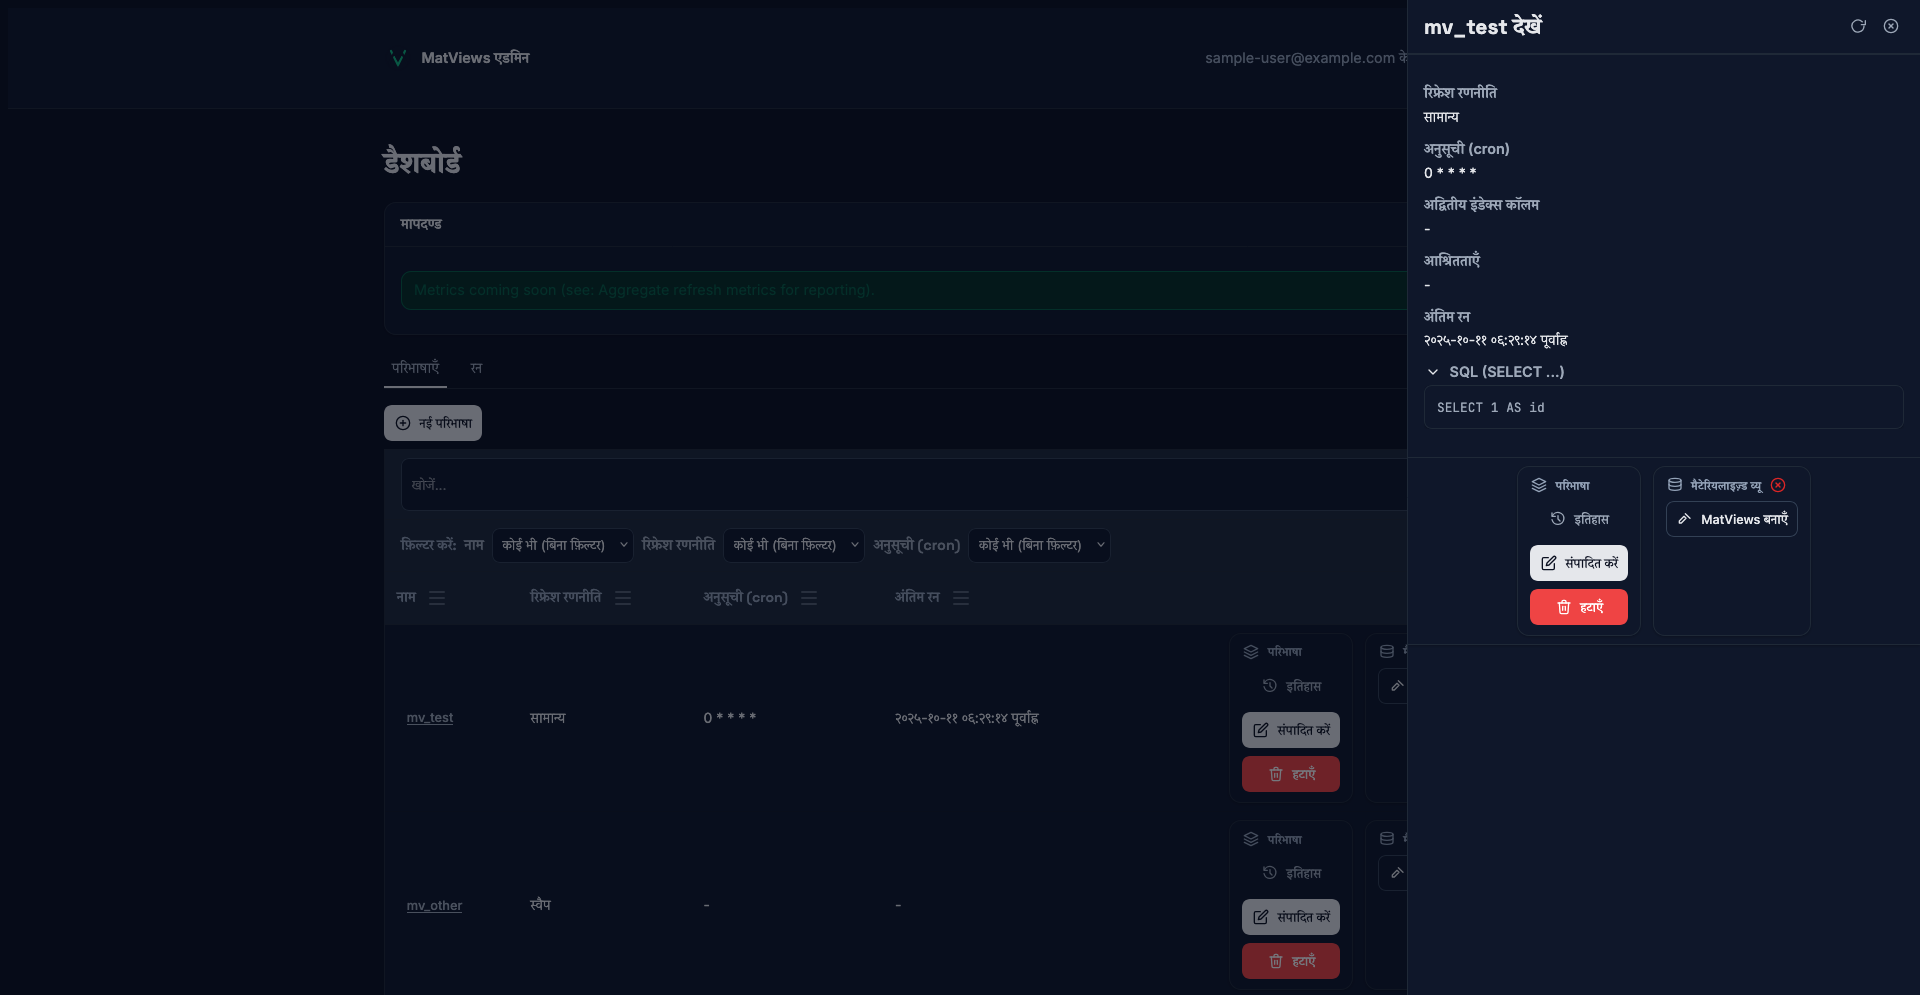 MatViews एडमिन
sample-user@example.com के
डैशबोर्ड
मापदण्ड
Metrics coming soon (see: Aggregate refresh metrics for reporting).
परिभाषाएँ रन
नई परिभाषा
खोजें...
फ़िल्टर करें: नाम कोई भी (बिना फ़िल्टर) रिफ्रेश रणनीति कोई भी (बिना फ़िल्टर) अनुसूची (cron) कोई भी (बिना फ़िल्टर)
नाम रिफ्रेश रणनीति अनुसूची (cron) अंतिम रन
परिभाषा
इतिहास
mv_test सामान्य 0 * * * * २०२५-१०-११ ०६:२९:१४ पूर्वाह्न
संपादित करें
हटाएँ
परिभाषा
इतिहास
mv_other स्वैप - -
संपादित करें
हटाएँ
mv_test देखें
रिफ्रेश रणनीति
सामान्य
अनुसूची (cron)
0 * * * *
अद्वितीय इंडेक्स कॉलम
-
आश्रितताएँ
-
अंतिम रन
२०२५-१०-११ ०६:२९:१४ पूर्वाह्न
SQL (SELECT …)
SELECT 1 AS id
परिभाषा
इतिहास
संपादित करें
हटाएँ
मैटेरियलाइज़्ड व्यू
MatViews बनाएँ